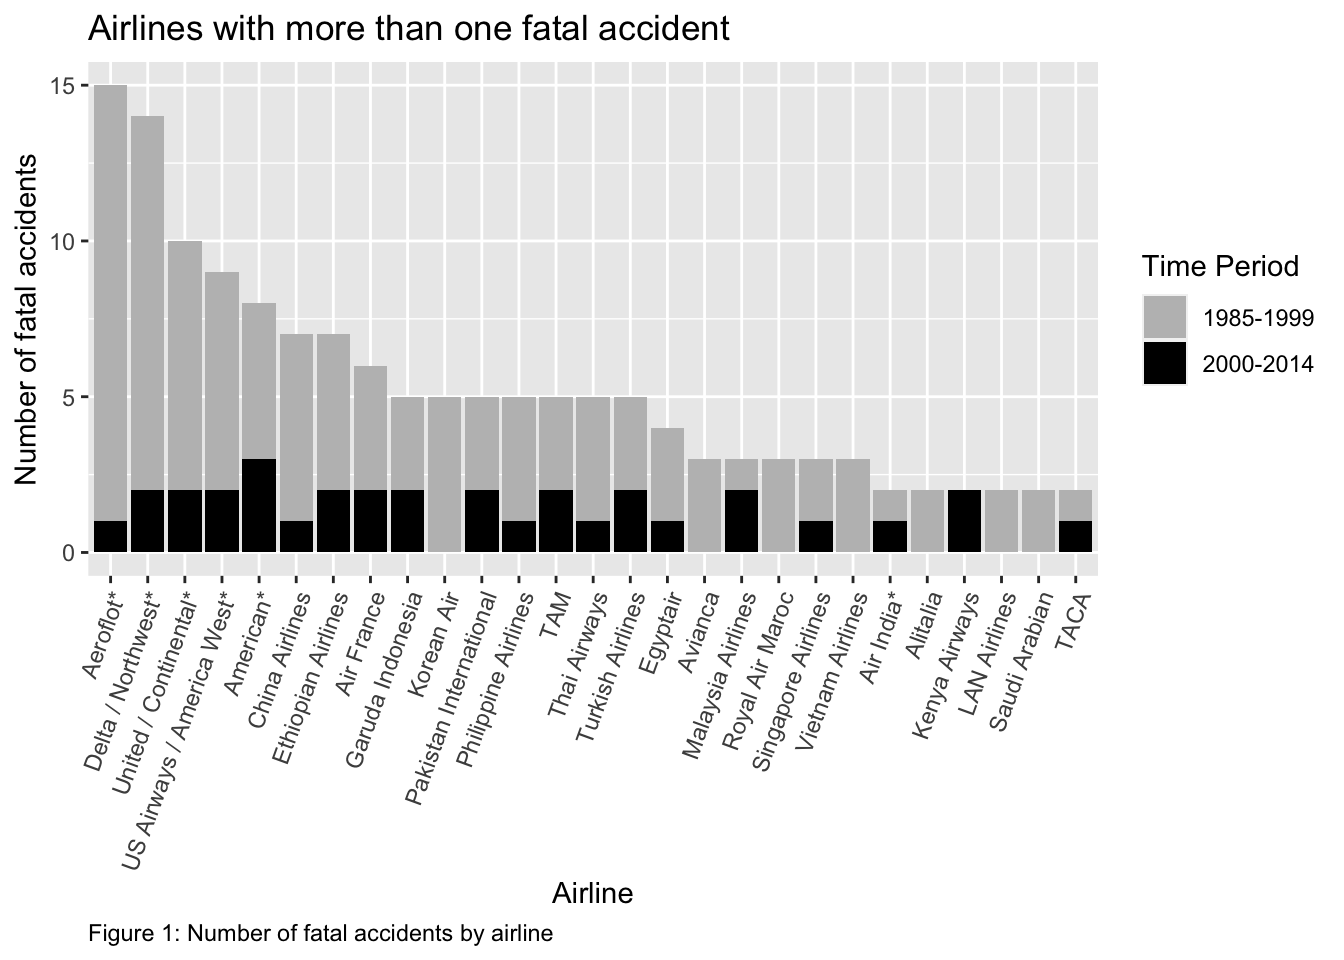 Airlines with more than one fatal accident
Number of fatal accidents
15
10
5
0
Time Period
1985-1999
2000-2014
Aeroflot*
Delta / Northwest*
United / Continental*
US Airways / America West*
American*
China Airlines
Ethiopian Airlines
Air France
Garuda Indonesia
Korean Air
Pakistan International
Philippine Airlines
TAM
Thai Airways
Turkish Airlines
Egyptair
Avianca
Malaysia Airlines
Royal Air Maroc
Singapore Airlines
Vietnam Airlines
Air India*
Alitalia
Kenya Airways
LAN Airlines
Saudi Arabian
TACA
Airline
Figure 1: Number of fatal accidents by airline